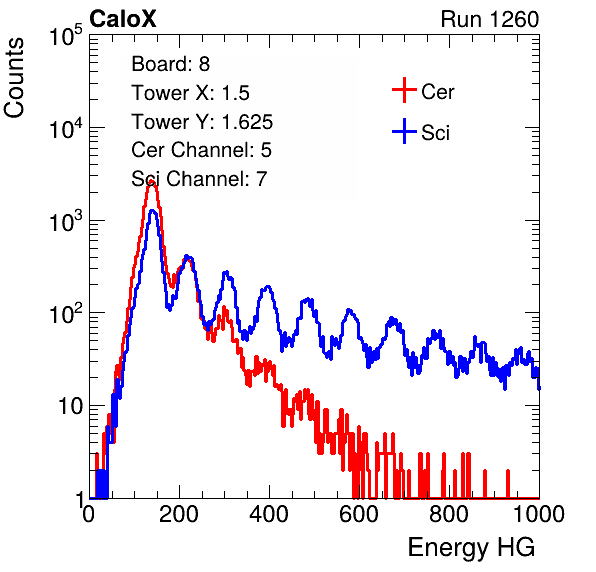 CaloX Run 1260
Counts
10^5
10^4
10^3
10^2
10
1
Board: 8
Tower X: 1.5
Tower Y: 1.625
Cer Channel: 5
Sci Channel: 7
Cer
Sci
0 200 400 600 800 1000
Energy HG